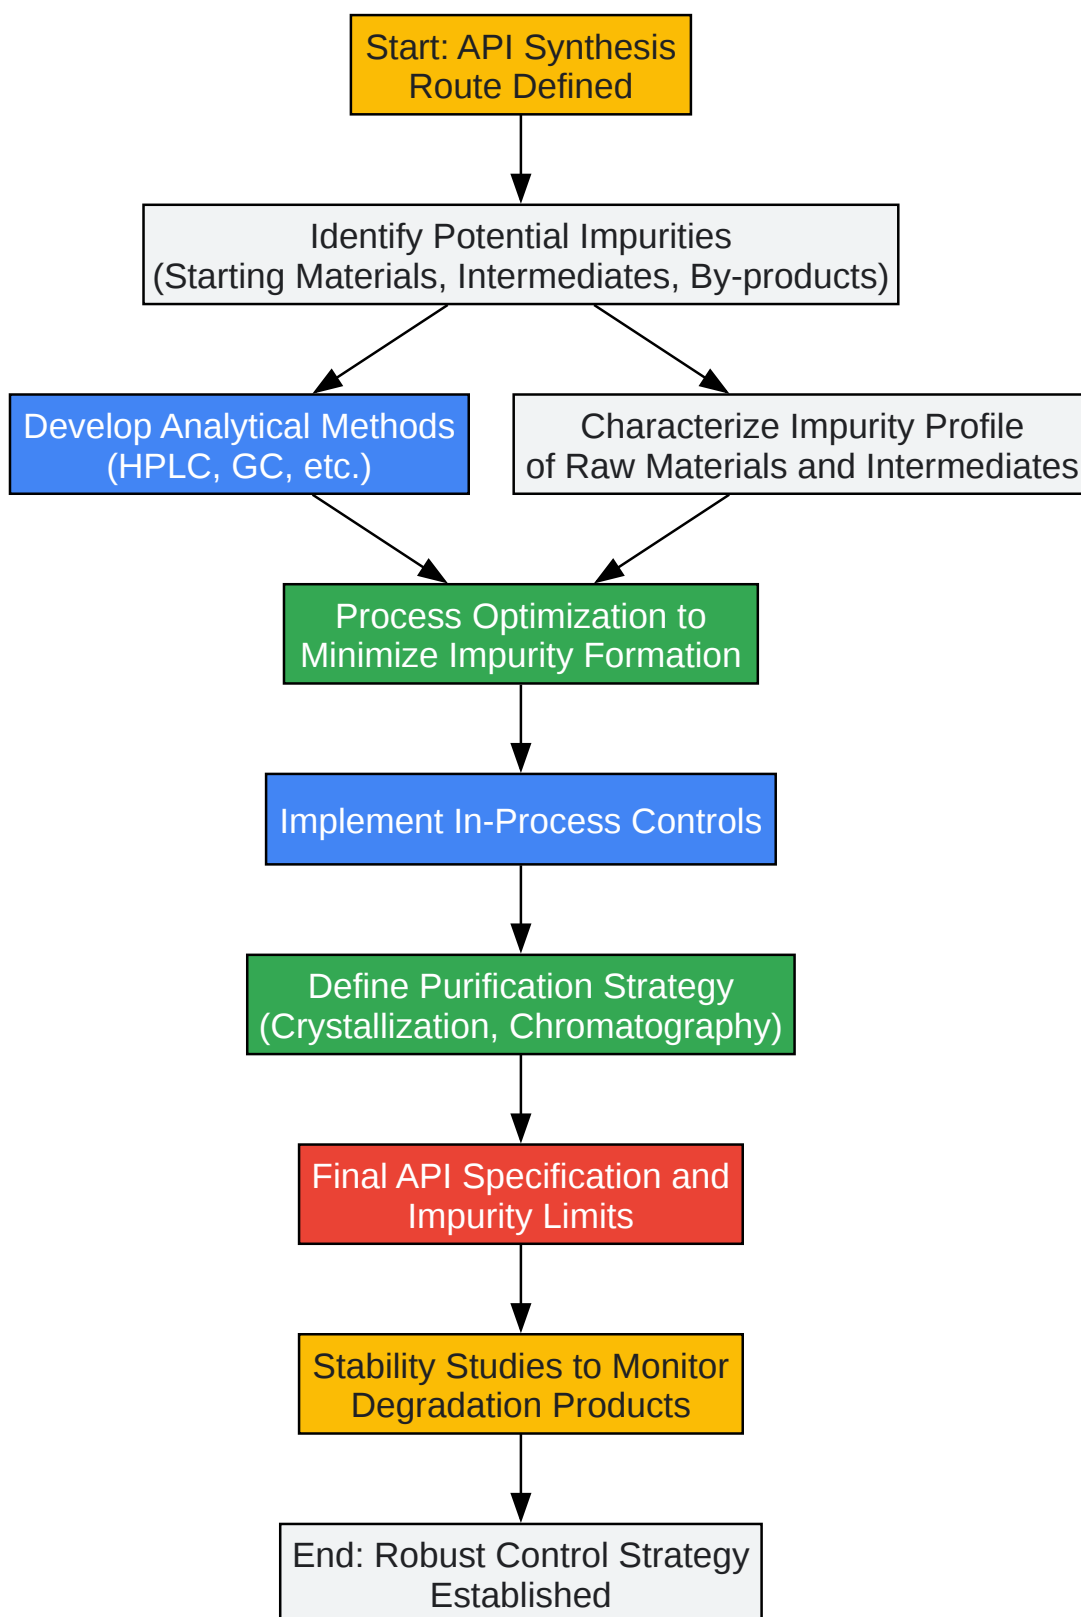 Start: API Synthesis
Route Defined
Identify Potential Impurities
(Starting Materials, Intermediates, By-products)
Develop Analytical Methods
(HPLC, GC, etc.)
Characterize Impurity Profile
of Raw Materials and Intermediates
Process Optimization to
Minimize Impurity Formation
Implement In-Process Controls
Define Purification Strategy
(Crystallization, Chromatography)
Final API Specification and
Impurity Limits
Stability Studies to Monitor
Degradation Products
End: Robust Control Strategy
Established